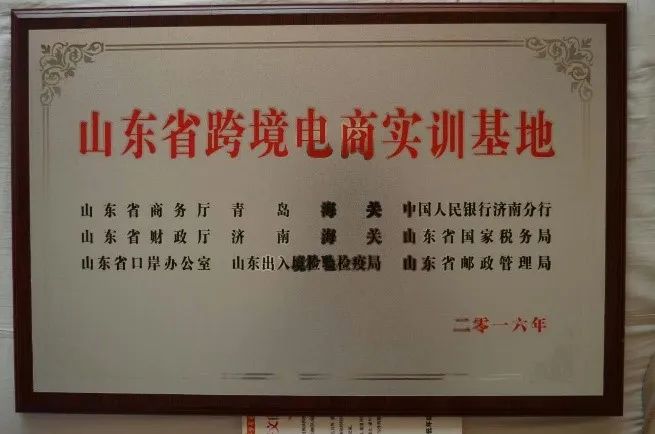 山东省跨境电商实训基地
山东省商务厅 青岛海关 中国人民银行济南分行
山东省财政厅 济南海关 山东省国家税务局
山东省口岸办公室 山东出入境检验检疫局 山东省邮政管理局
二零一六年